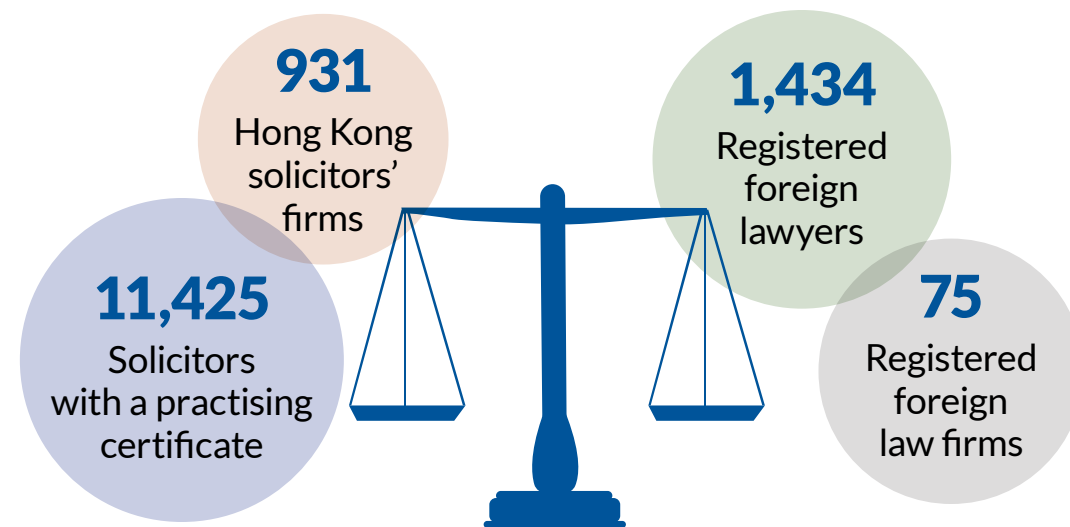 931
Hong Kong
solicitors’
firms
11,425
Solicitors
with a practising
certificate
1,434
Registered
foreign
lawyers
75
Registered
foreign
law firms